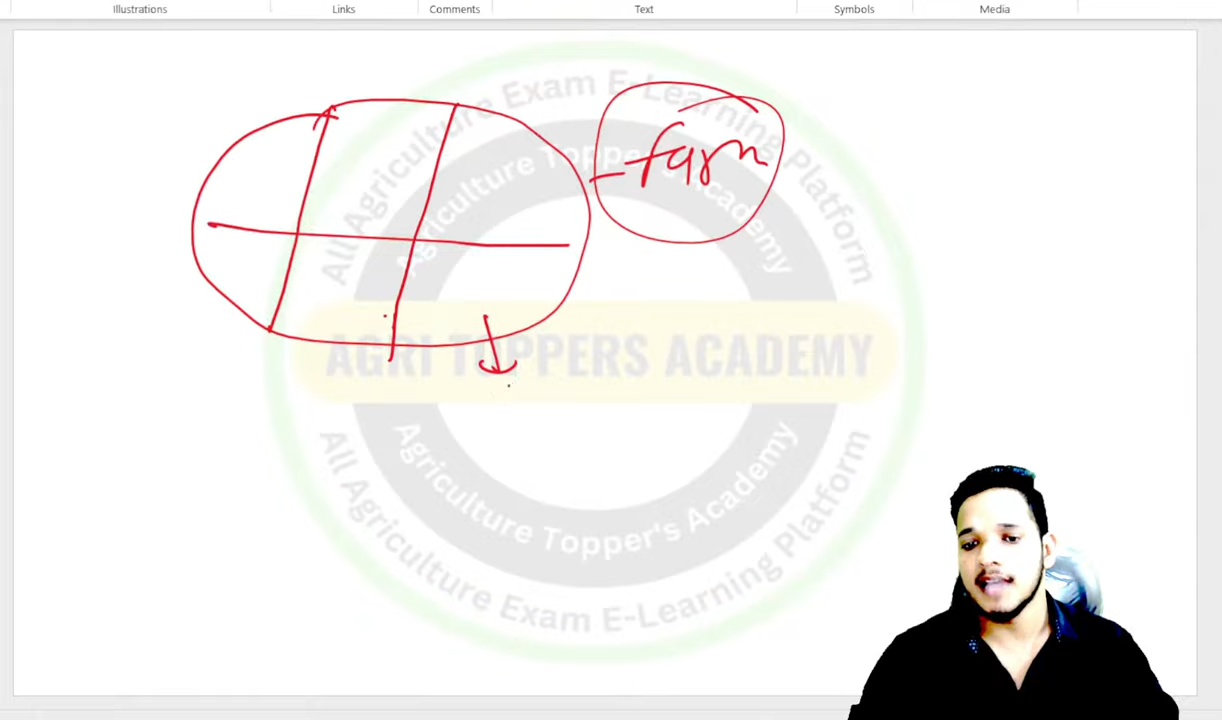 Illustrations Links Comments Text Symbols Media
All Agriculture Exam E-Learning Platform
Agriculture Topper's Academy
- farm
AGRI TOPPERS ACADEMY
Agriculture Topper's Academy
All Agriculture Exam E-Learning Platform